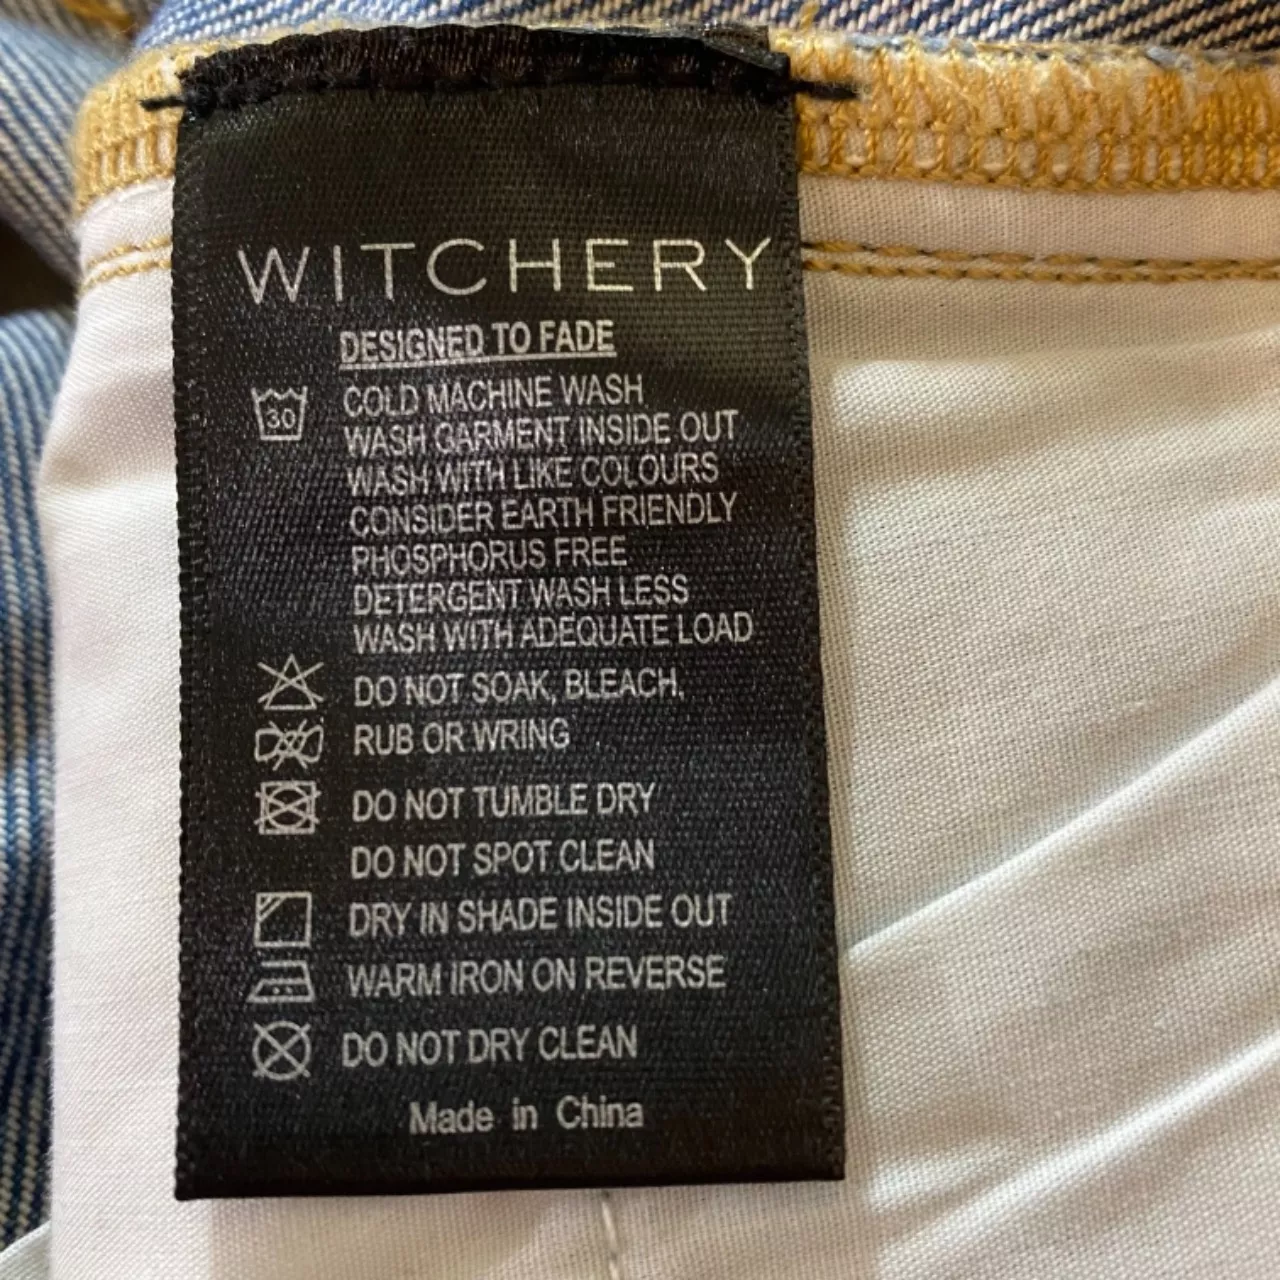 WITCHERY
DESIGNED TO FADE
30
COLD MACHINE WASH
WASH GARMENT INSIDE OUT
WASH WITH LIKE COLOURS
CONSIDER EARTH FRIENDLY
PHOSPHORUS FREE
DETERGENT WASH LESS
WASH WITH ADEQUATE LOAD
DO NOT SOAK, BLEACH,
RUB OR WRING
DO NOT TUMBLE DRY
DO NOT SPOT CLEAN
DRY IN SHADE INSIDE OUT
WARM IRON ON REVERSE
DO NOT DRY CLEAN
Made in China